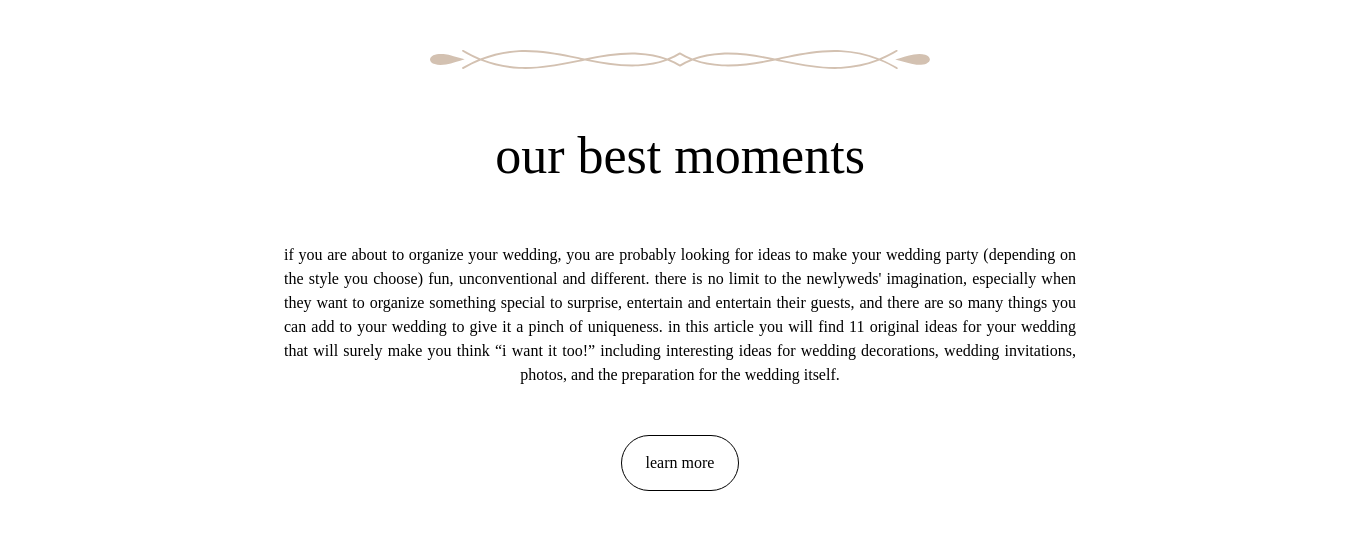 our best moments
if you are about to organize your wedding, you are probably looking for ideas to make your wedding party (depending on
the style you choose) fun, unconventional and different. there is no limit to the newlyweds' imagination, especially when
they want to organize something special to surprise, entertain and entertain their guests, and there are so many things you
can add to your wedding to give it a pinch of uniqueness. in this article you will find 11 original ideas for your wedding
that will surely make you think “i want it too!” including interesting ideas for wedding decorations, wedding invitations,
photos, and the preparation for the wedding itself.
learn more